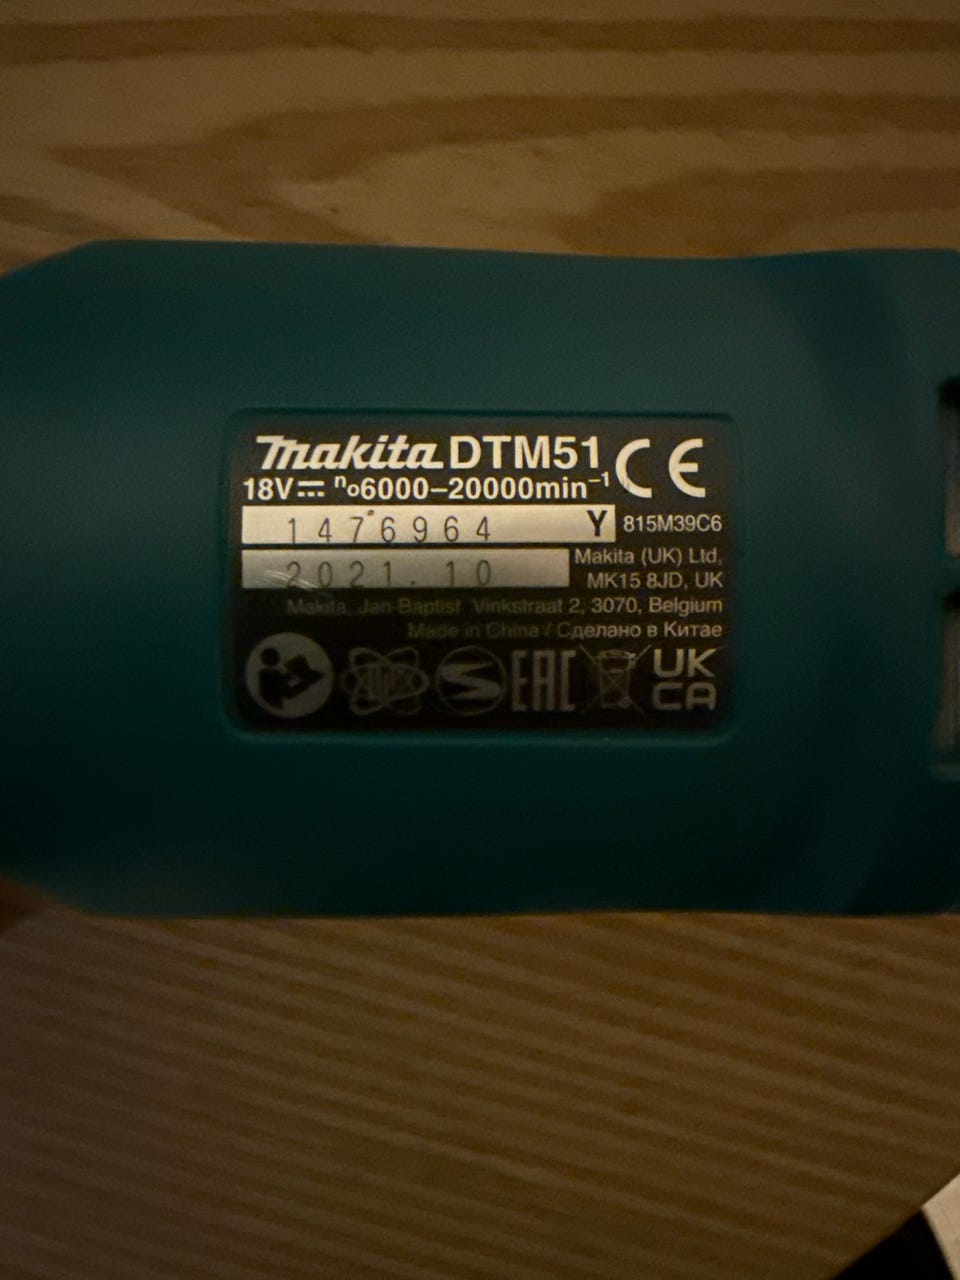 makita DTM51 CE
18V⎓ n₀6000–20000min⁻¹
1476964 Y 815M39C6
2021.10 Makita (UK) Ltd,
MK15 8JD, UK
Makita, Jan-Baptist Vinkstraat 2, 3070, Belgium
Made in China / Сделано в Китае
EAC UK
CA